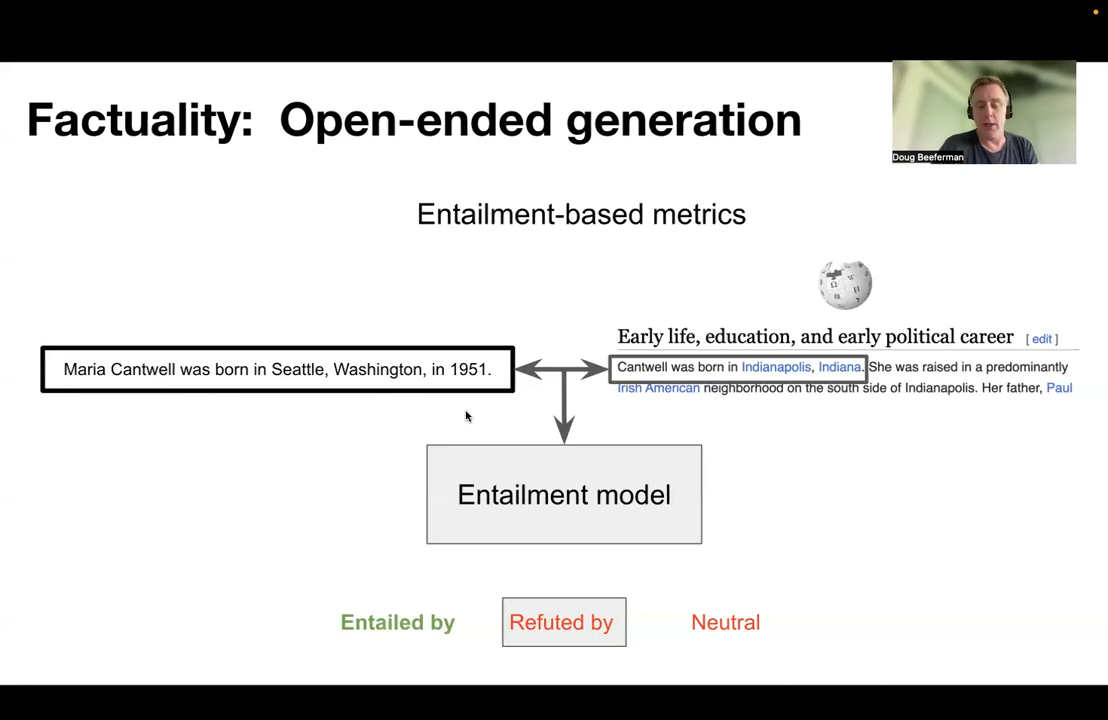 Factuality: Open-ended generation
Doug Beeferman
Entailment-based metrics
Early life, education, and early political career [ edit ]
Maria Cantwell was born in Seattle, Washington, in 1951.
Cantwell was born in Indianapolis, Indiana. She was raised in a predominantly
Irish American neighborhood on the south side of Indianapolis. Her father, Paul
Entailment model
Entailed by
Refuted by
Neutral